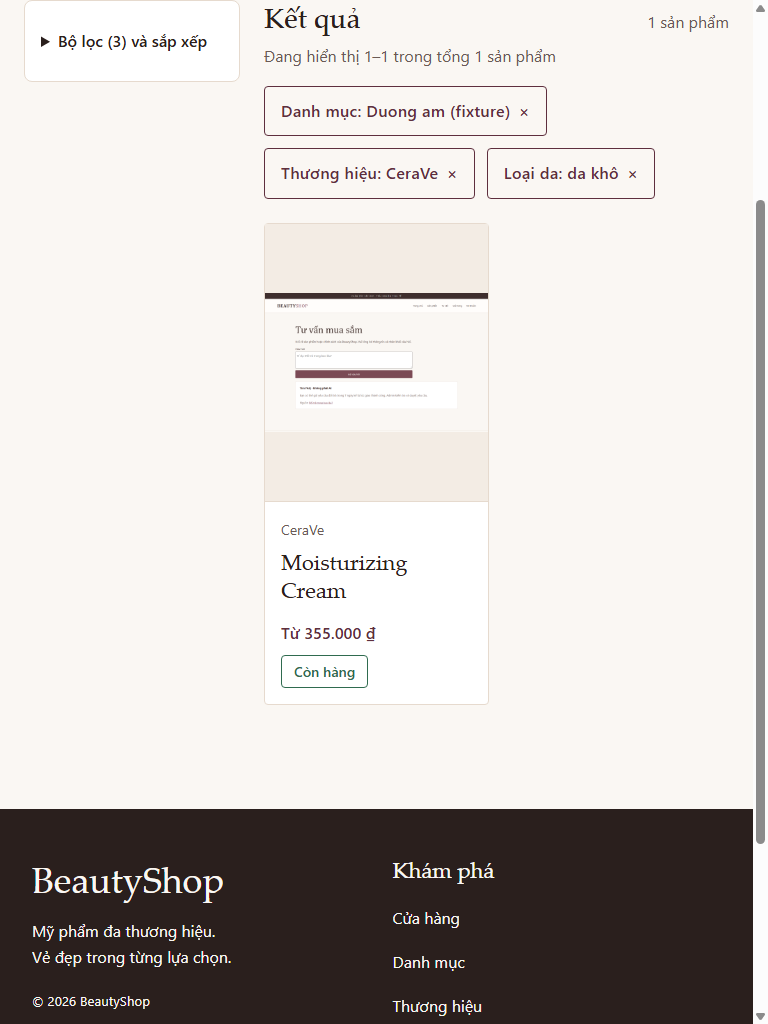 Bộ lọc (3) và sắp xếp
Kết quả
1 sản phẩm
Đang hiển thị 1–1 trong tổng 1 sản phẩm
Danh mục: Duong am (fixture) ×
Thương hiệu: CeraVe ×
Loại da: da khô ×
BEAUTYSHOP
Tư vấn mua sắm
CeraVe
Moisturizing
Cream
Từ 355.000 ₫
Còn hàng
BeautyShop
Mỹ phẩm đa thương hiệu.
Vẻ đẹp trong từng lựa chọn.
© 2026 BeautyShop
Khám phá
Cửa hàng
Danh mục
Thương hiệu